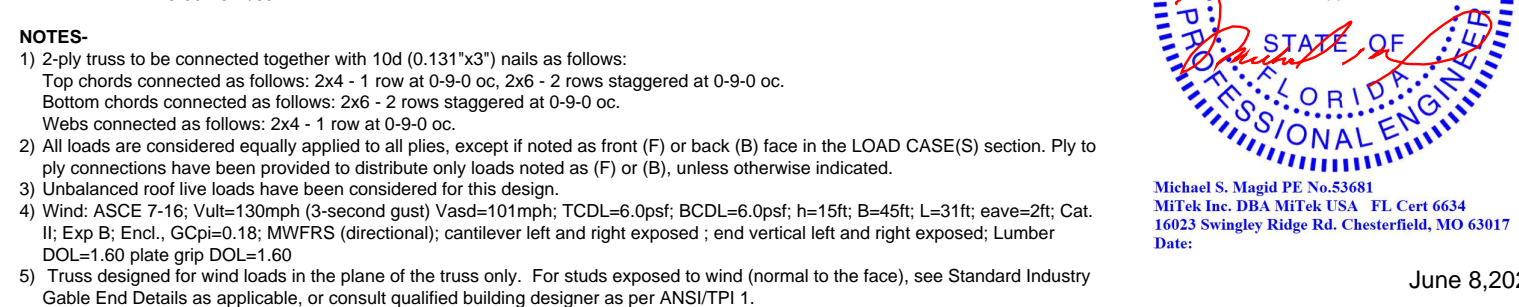 NOTES-
1) 2-ply truss to be connected together with 10d (0.131"x3") nails as follows:
Top chords connected as follows: 2x4 - 1 row at 0-9-0 oc, 2x6 - 2 rows staggered at 0-9-0 oc.
Bottom chords connected as follows: 2x6 - 2 rows staggered at 0-9-0 oc.
Webs connected as follows: 2x4 - 1 row at 0-9-0 oc.
2) All loads are considered equally applied to all plies, except if noted as front (F) or back (B) face in the LOAD CASE(S) section. Ply to
ply connections have been provided to distribute only loads noted as (F) or (B), unless otherwise indicated.
3) Unbalanced roof live loads have been considered for this design.
4) Wind: ASCE 7-16; Vult=130mph (3-second gust) Vasd=101mph; TCDL=6.0psf; BCDL=6.0psf; h=15ft; B=45ft; L=31ft; eave=2ft; Cat.
II; Exp B; Encl., GCpi=0.18; MWFRS (directional); cantilever left and right exposed ; end vertical left and right exposed; Lumber
DOL=1.60 plate grip DOL=1.60
5) Truss designed for wind loads in the plane of the truss only. For studs exposed to wind (normal to the face), see Standard Industry
Gable End Details as applicable, or consult qualified building designer as per ANSI/TPI 1.
STATE OF
FLORIDA
PROFESSIONAL ENGINEER
Michael S. Magid PE No.53681
MiTek Inc. DBA MiTek USA FL Cert 6634
16023 Swingley Ridge Rd. Chesterfield, MO 63017
Date:
June 8,202